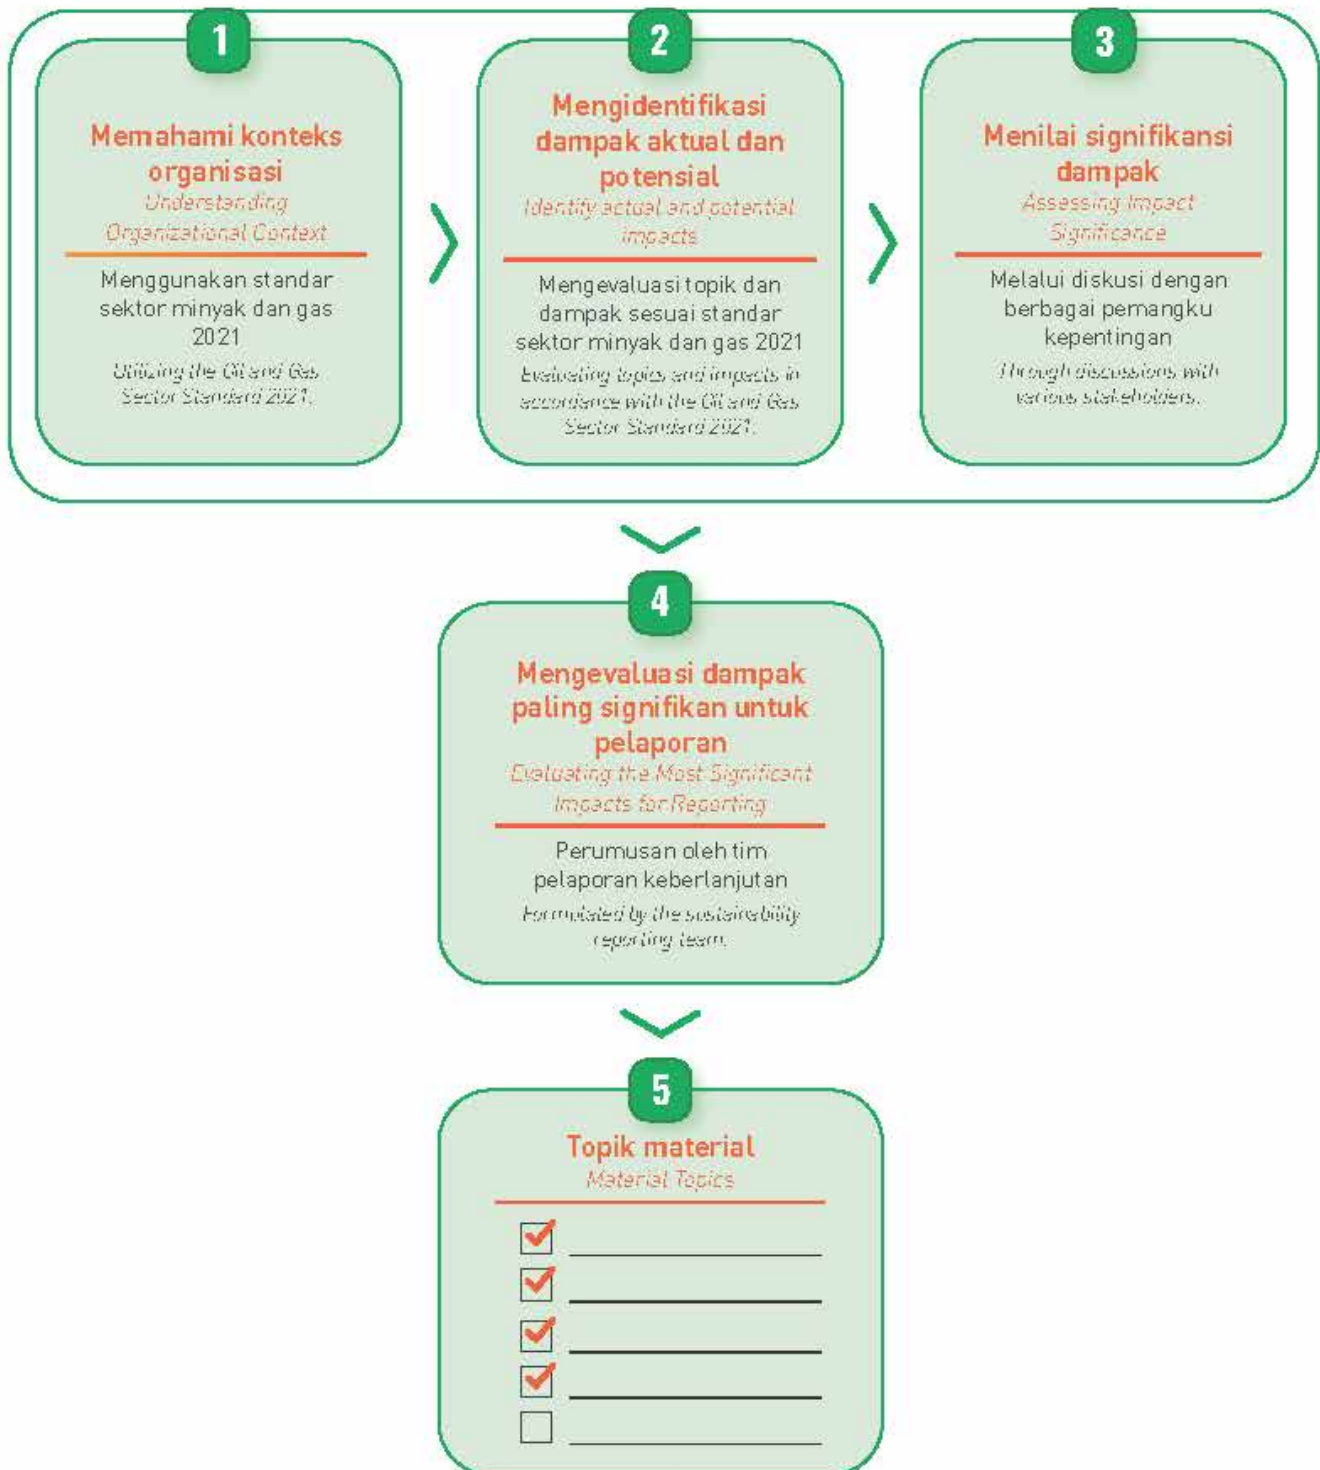 1
Memahami konteks
organisasi
Understanding
Organizational Context
Menggunakan standar
sektor minyak dan gas
2021
Utilizing the Oil and Gas
Sector Standard 2021.
2
Mengidentifikasi
dampak aktual dan
potensial
Identify actual and potential
impacts
Mengevaluasi topik dan
dampak sesuai standar
sektor minyak dan gas 2021
Evaluating topics and impacts in
accordance with the Oil and Gas
Sector Standard 2021.
3
Menilai signifikansi
dampak
Assessing Impact
Significance
Melalui diskusi dengan
berbagai pemangku
kepentingan
Through discussions with
various stakeholders.
4
Mengevaluasi dampak
paling signifikan untuk
pelaporan
Evaluating the Most Significant
Impacts for Reporting
Perumusan oleh tim
pelaporan keberlanjutan
Formulated by the sustainability
reporting team.
5
Topik material
Material Topics